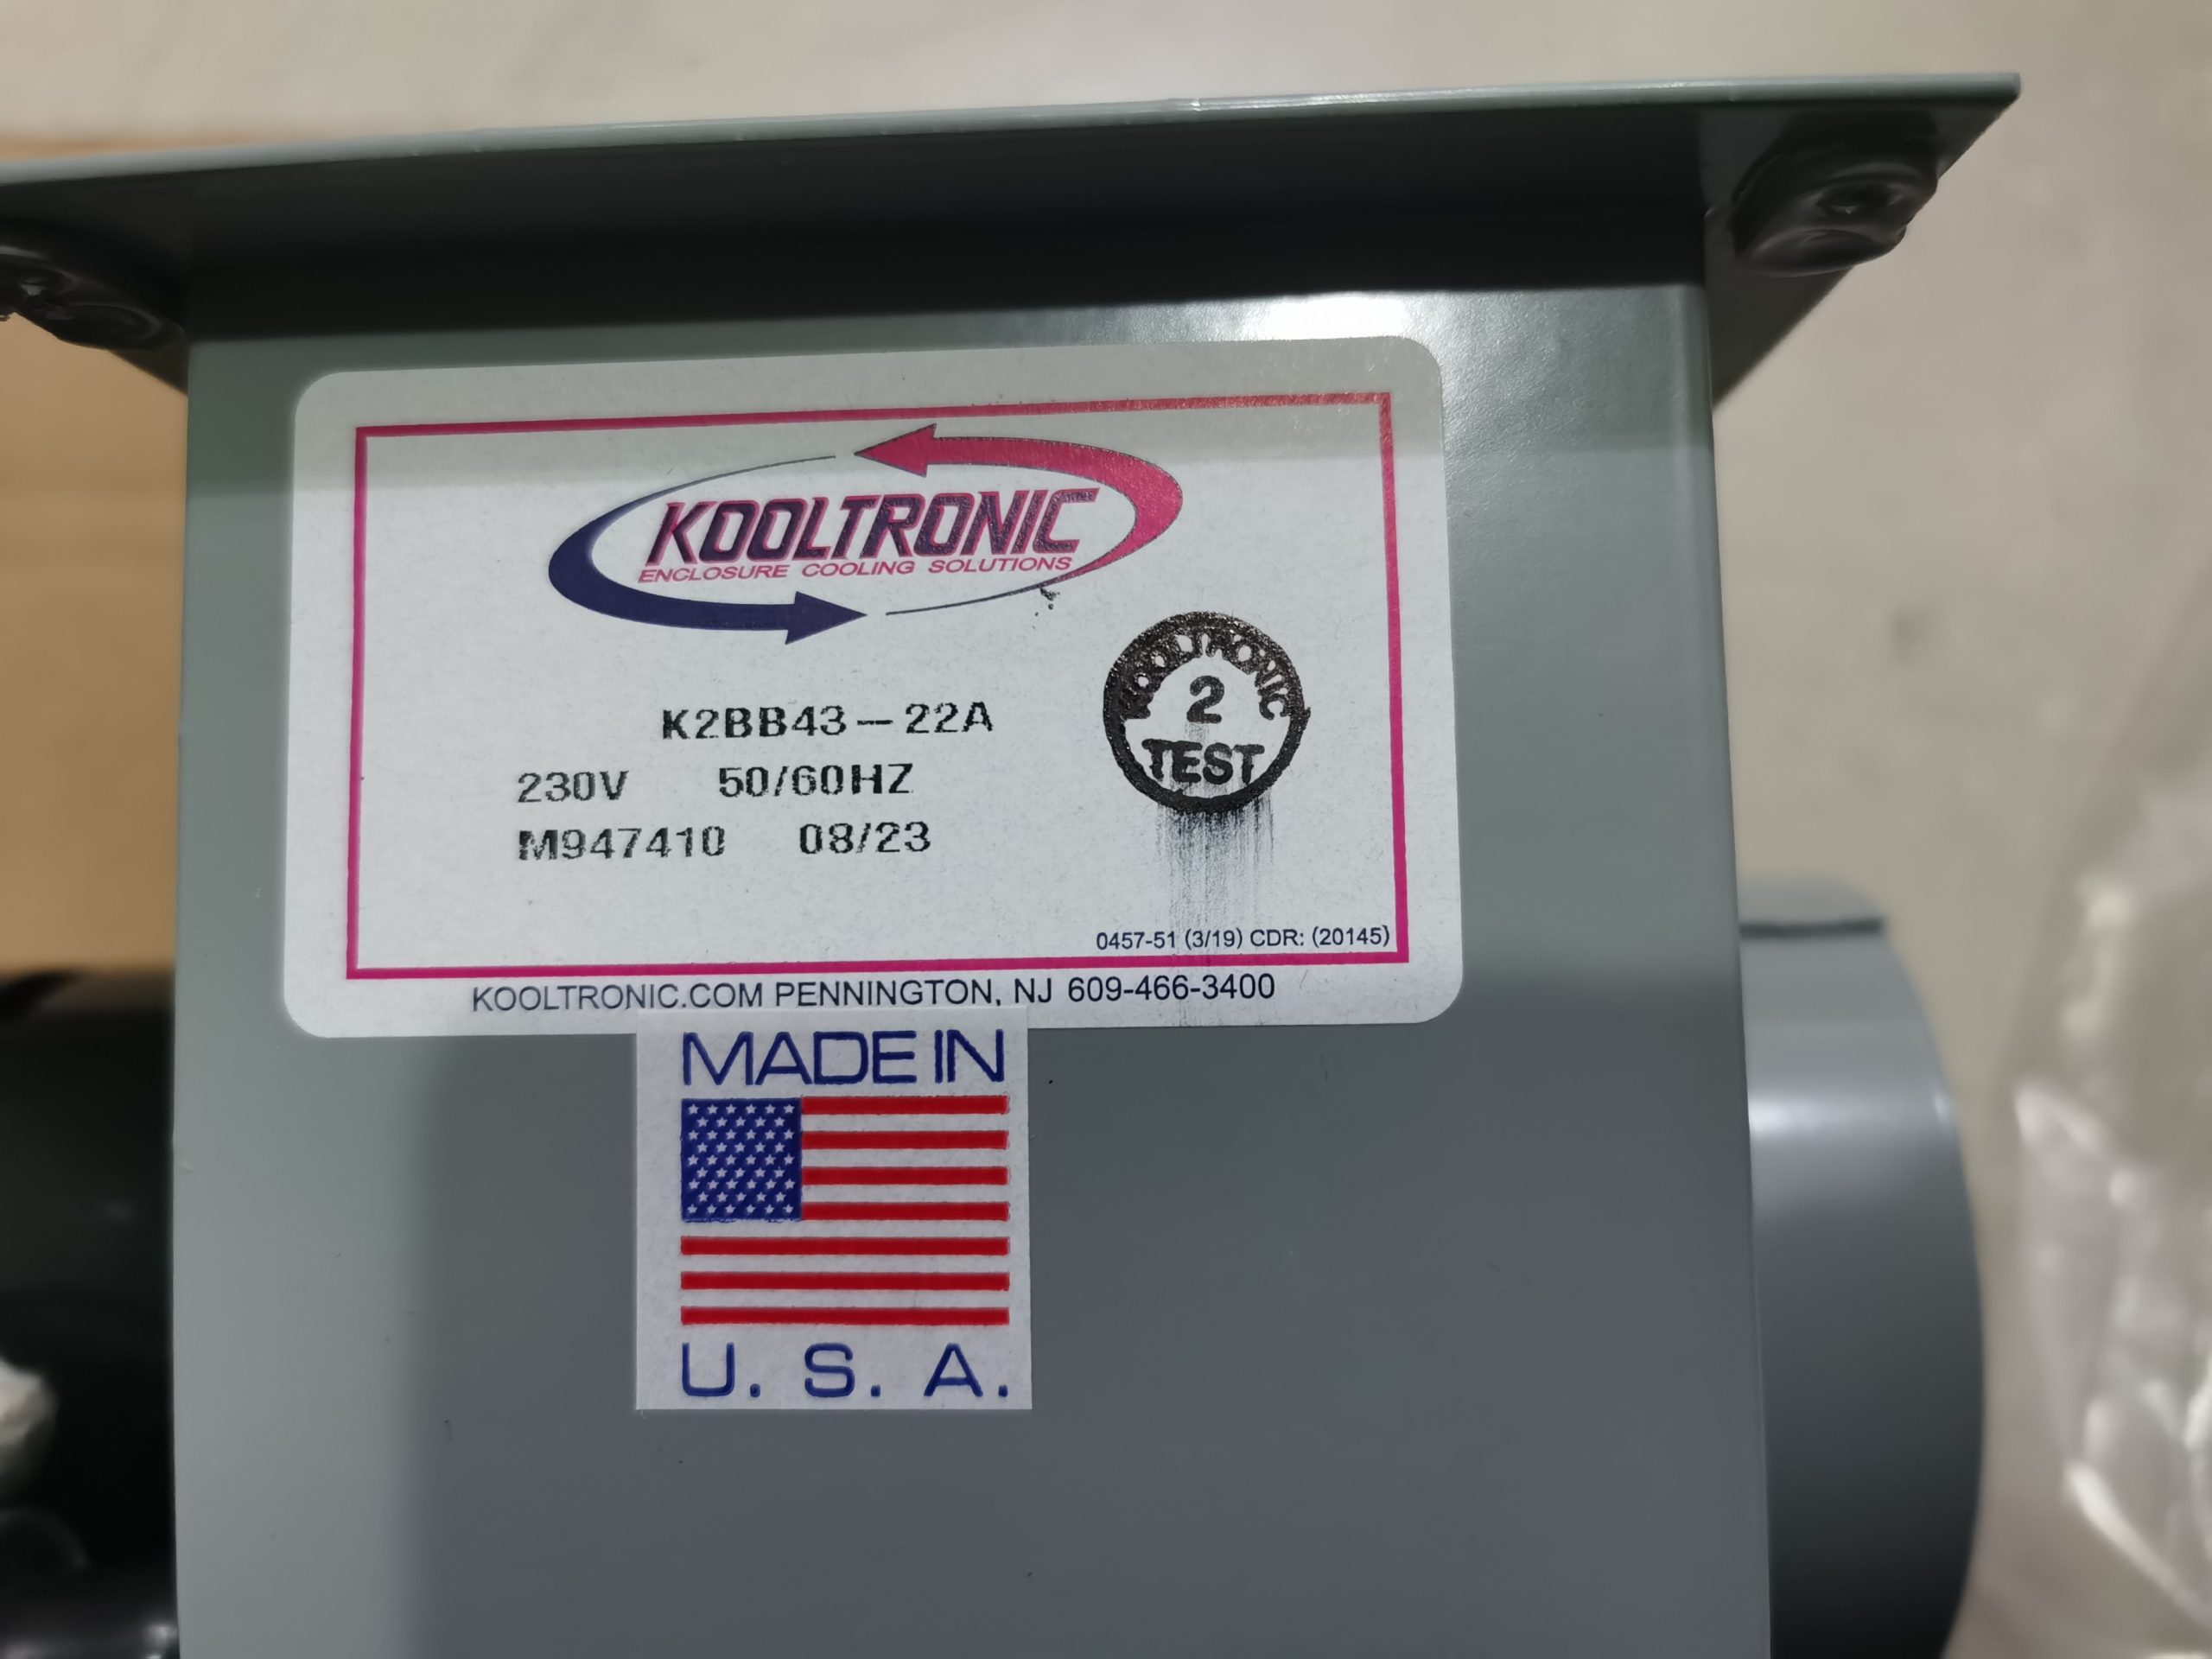 KOOLTRONIC
ENCLOSURE COOLING SOLUTIONS
KOOLTRONIC
2
TEST
K2BB43-22A
230V 50/60HZ
M947410 08/23
0457-51 (3/19) CDR: (20145)
KOOLTRONIC.COM PENNINGTON, NJ 609-466-3400
MADE IN
U. S. A.